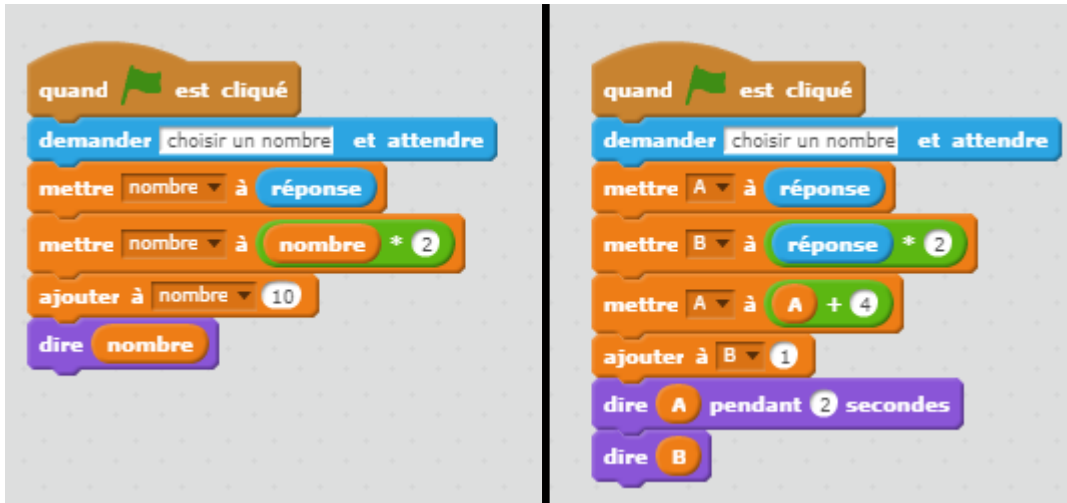 quand est cliqué
demander choisir un nombre et attendre
mettre nombre à réponse
mettre nombre à nombre * 2
ajouter à nombre 10
dire nombre
quand est cliqué
demander choisir un nombre et attendre
mettre A à réponse
mettre B à réponse * 2
mettre A à A + 4
ajouter à B 1
dire A pendant 2 secondes
dire B